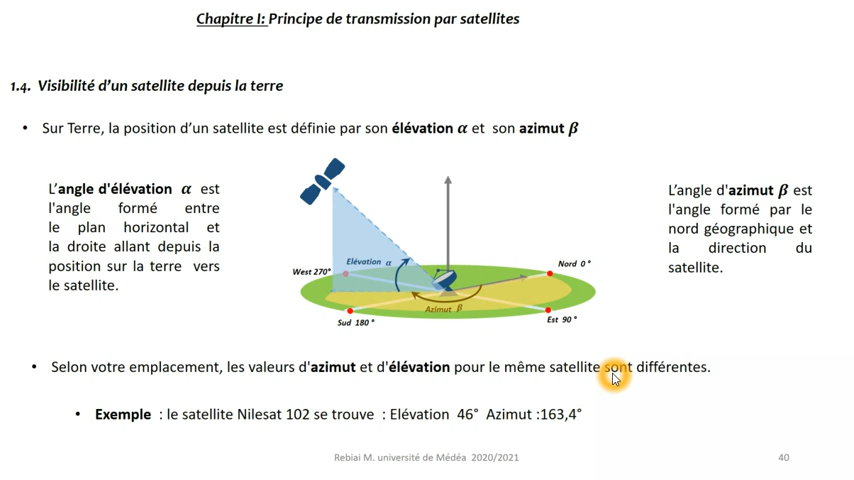 Chapitre I: Principe de transmission par satellites
1.4. Visibilité d'un satellite depuis la terre
• Sur Terre, la position d'un satellite est définie par son élévation α et son azimut β
L'angle d'élévation α est
l'angle formé entre
le plan horizontal et
la droite allant depuis la
position sur la terre vers
le satellite.
Elévation α
West 270°
Nord 0 °
Azimut β
Sud 180 °
Est 90 °
L'angle d'azimut β est
l'angle formé par le
nord géographique et
la direction du
satellite.
• Selon votre emplacement, les valeurs d'azimut et d'élévation pour le même satellite sont différentes.
• Exemple : le satellite Nilesat 102 se trouve : Elévation 46° Azimut :163,4°
Rebiai M. université de Médéa 2020/2021
40